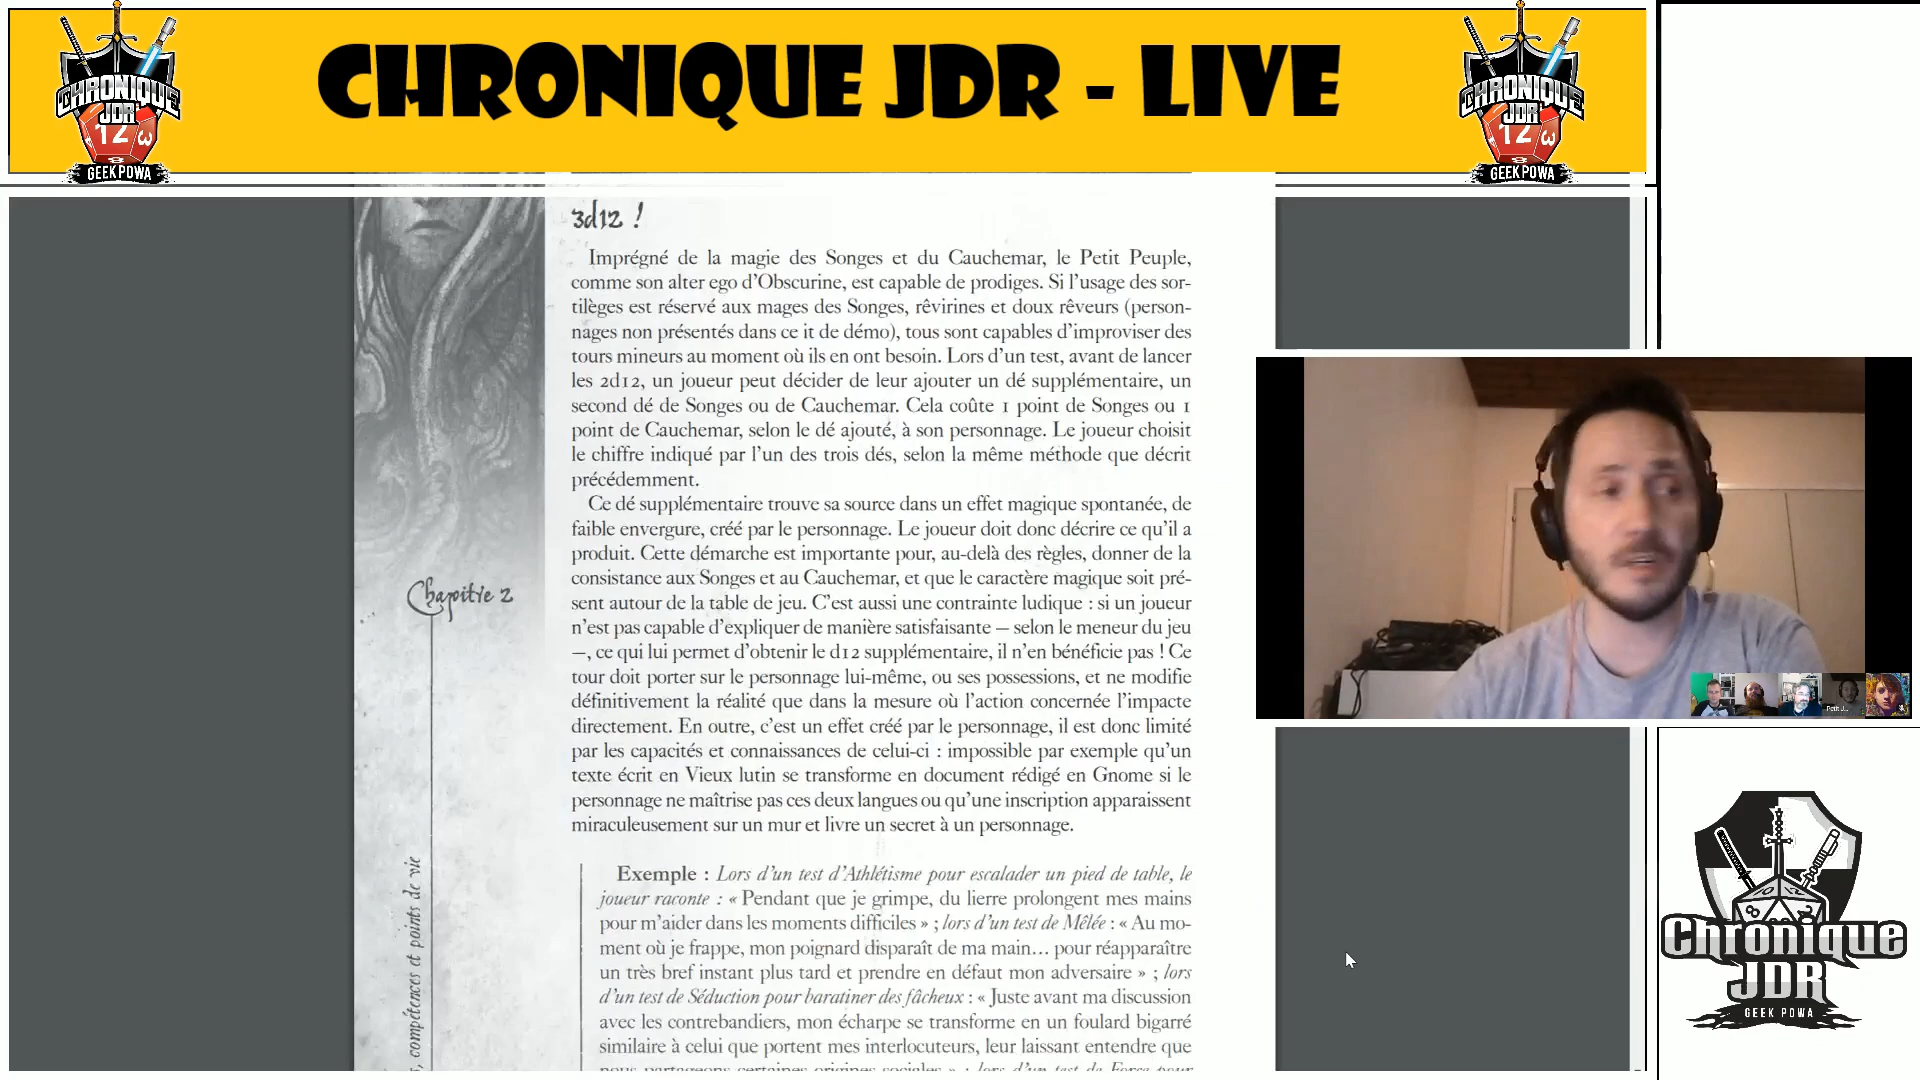 CHRONIQUE JDR - LIVE
CHRONIQUE
JDR
12
GEEK POWA
CHRONIQUE
JDR
12
GEEK POWA
3d12 !
Imprégné de la magie des Songes et du Cauchemar, le Petit Peuple,
comme son alter ego d'Obscurine, est capable de prodiges. Si l'usage des sor-
tilèges est réservé aux mages des Songes, rêvirines et doux rêveurs (person-
nages non présentés dans ce it de démo), tous sont capables d'improviser des
tours mineurs au moment où ils en ont besoin. Lors d'un test, avant de lancer
les 2d12, un joueur peut décider de leur ajouter un dé supplémentaire, un
second dé de Songes ou de Cauchemar. Cela coûte 1 point de Songes ou 1
point de Cauchemar, selon le dé ajouté, à son personnage. Le joueur choisit
le chiffre indiqué par l'un des trois dés, selon la même méthode que décrit
précédemment.
Ce dé supplémentaire trouve sa source dans un effet magique spontanée, de
faible envergure, créé par le personnage. Le joueur doit donc décrire ce qu'il a
produit. Cette démarche est importante pour, au-delà des règles, donner de la
consistance aux Songes et au Cauchemar, et que le caractère magique soit pré-
sent autour de la table de jeu. C'est aussi une contrainte ludique : si un joueur
n'est pas capable d'expliquer de manière satisfaisante — selon le meneur du jeu
—, ce qui lui permet d'obtenir le d12 supplémentaire, il n'en bénéficie pas ! Ce
tour doit porter sur le personnage lui-même, ou ses possessions, et ne modifie
définitivement la réalité que dans la mesure où l'action concernée l'impacte
directement. En outre, c'est un effet créé par le personnage, il est donc limité
par les capacités et connaissances de celui-ci : impossible par exemple qu'un
texte écrit en Vieux lutin se transforme en document rédigé en Gnome si le
personnage ne maîtrise pas ces deux langues ou qu'une inscription apparaissent
miraculeusement sur un mur et livre un secret à un personnage.
Exemple : Lors d'un test d'Athlétisme pour escalader un pied de table, le
joueur raconte : « Pendant que je grimpe, du lierre prolongent mes mains
pour m'aider dans les moments difficiles » ; lors d'un test de Mêlée : « Au mo-
ment où je frappe, mon poignard disparaît de ma main… pour réapparaître
un très bref instant plus tard et prendre en défaut mon adversaire » ; lors
d'un test de Séduction pour baratiner des fâcheux : « Juste avant ma discussion
avec les contrebandiers, mon écharpe se transforme en un foulard bigarré
similaire à celui que portent mes interlocuteurs, leur laissant entendre que
nous partageons certaines origines sociales » ; lors d'un test de Force pour
Chapitre 2
, compétences et points de vie
Petit J...
Chronique
JDR
GEEK POWA